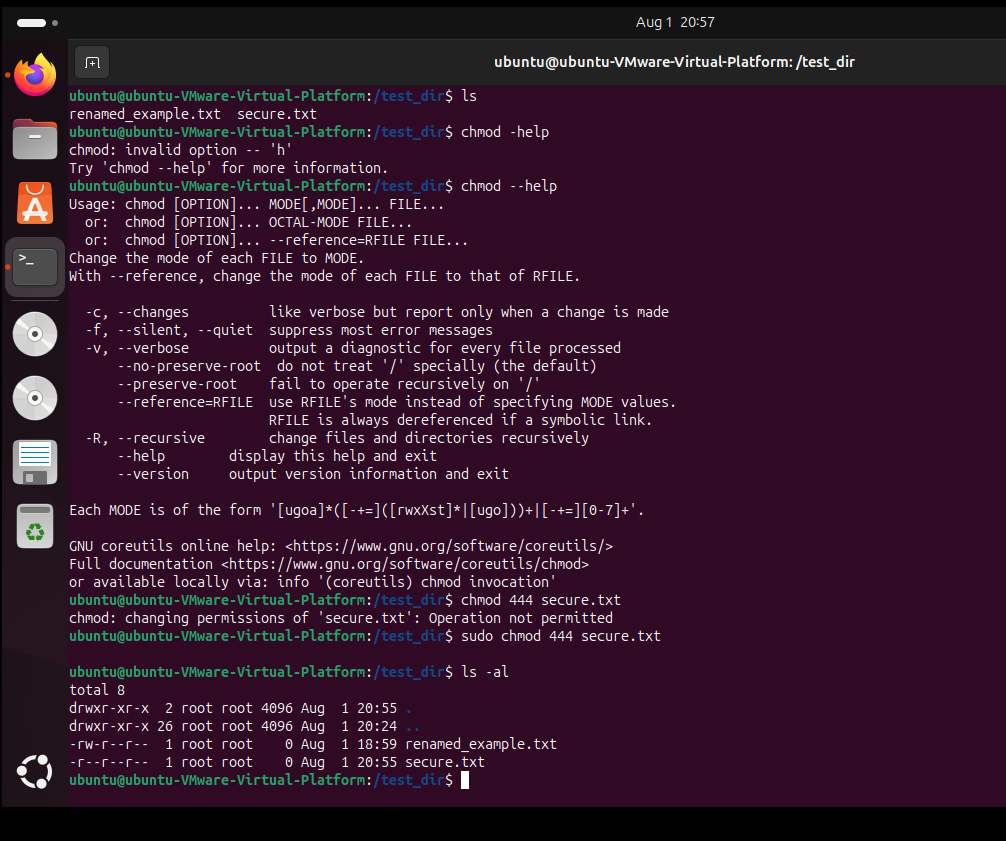 Aug 1  20:57
ubuntu@ubuntu-VMware-Virtual-Platform: /test_dir
ubuntu@ubuntu-VMware-Virtual-Platform:/test_dir$ ls
renamed_example.txt  secure.txt
ubuntu@ubuntu-VMware-Virtual-Platform:/test_dir$ chmod -help
chmod: invalid option -- 'h'
Try 'chmod --help' for more information.
ubuntu@ubuntu-VMware-Virtual-Platform:/test_dir$ chmod --help
Usage: chmod [OPTION]... MODE[,MODE]... FILE...
  or:  chmod [OPTION]... OCTAL-MODE FILE...
  or:  chmod [OPTION]... --reference=RFILE FILE...
Change the mode of each FILE to MODE.
With --reference, change the mode of each FILE to that of RFILE.

  -c, --changes          like verbose but report only when a change is made
  -f, --silent, --quiet  suppress most error messages
  -v, --verbose          output a diagnostic for every file processed
      --no-preserve-root  do not treat '/' specially (the default)
      --preserve-root    fail to operate recursively on '/'
      --reference=RFILE  use RFILE's mode instead of specifying MODE values.
                         RFILE is always dereferenced if a symbolic link.
  -R, --recursive        change files and directories recursively
      --help        display this help and exit
      --version     output version information and exit

Each MODE is of the form '[ugoa]*([-+=]([rwxXst]*|[ugo]))+|[-+=][0-7]+'.

GNU coreutils online help: <https://www.gnu.org/software/coreutils/>
Full documentation <https://www.gnu.org/software/coreutils/chmod>
or available locally via: info '(coreutils) chmod invocation'
ubuntu@ubuntu-VMware-Virtual-Platform:/test_dir$ chmod 444 secure.txt
chmod: changing permissions of 'secure.txt': Operation not permitted
ubuntu@ubuntu-VMware-Virtual-Platform:/test_dir$ sudo chmod 444 secure.txt

ubuntu@ubuntu-VMware-Virtual-Platform:/test_dir$ ls -al
total 8
drwxr-xr-x  2 root root 4096 Aug  1 20:55 .
drwxr-xr-x 26 root root 4096 Aug  1 20:24 ..
-rw-r--r--  1 root root    0 Aug  1 18:59 renamed_example.txt
-r--r--r--  1 root root    0 Aug  1 20:55 secure.txt
ubuntu@ubuntu-VMware-Virtual-Platform:/test_dir$